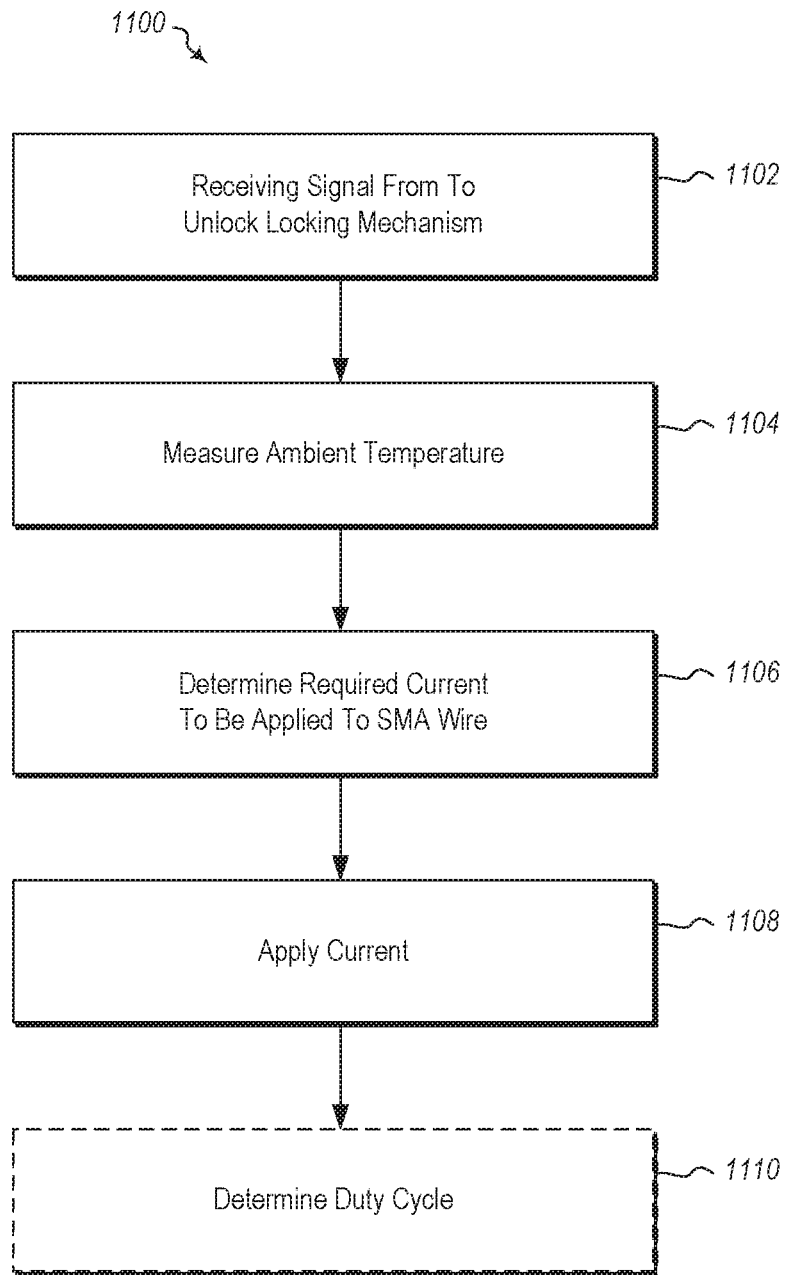 1100
Receiving Signal From To
Unlock Locking Mechanism
1102
Measure Ambient Temperature
1104
Determine Required Current
To Be Applied To SMA Wire
1106
Apply Current
1108
Determine Duty Cycle
1110